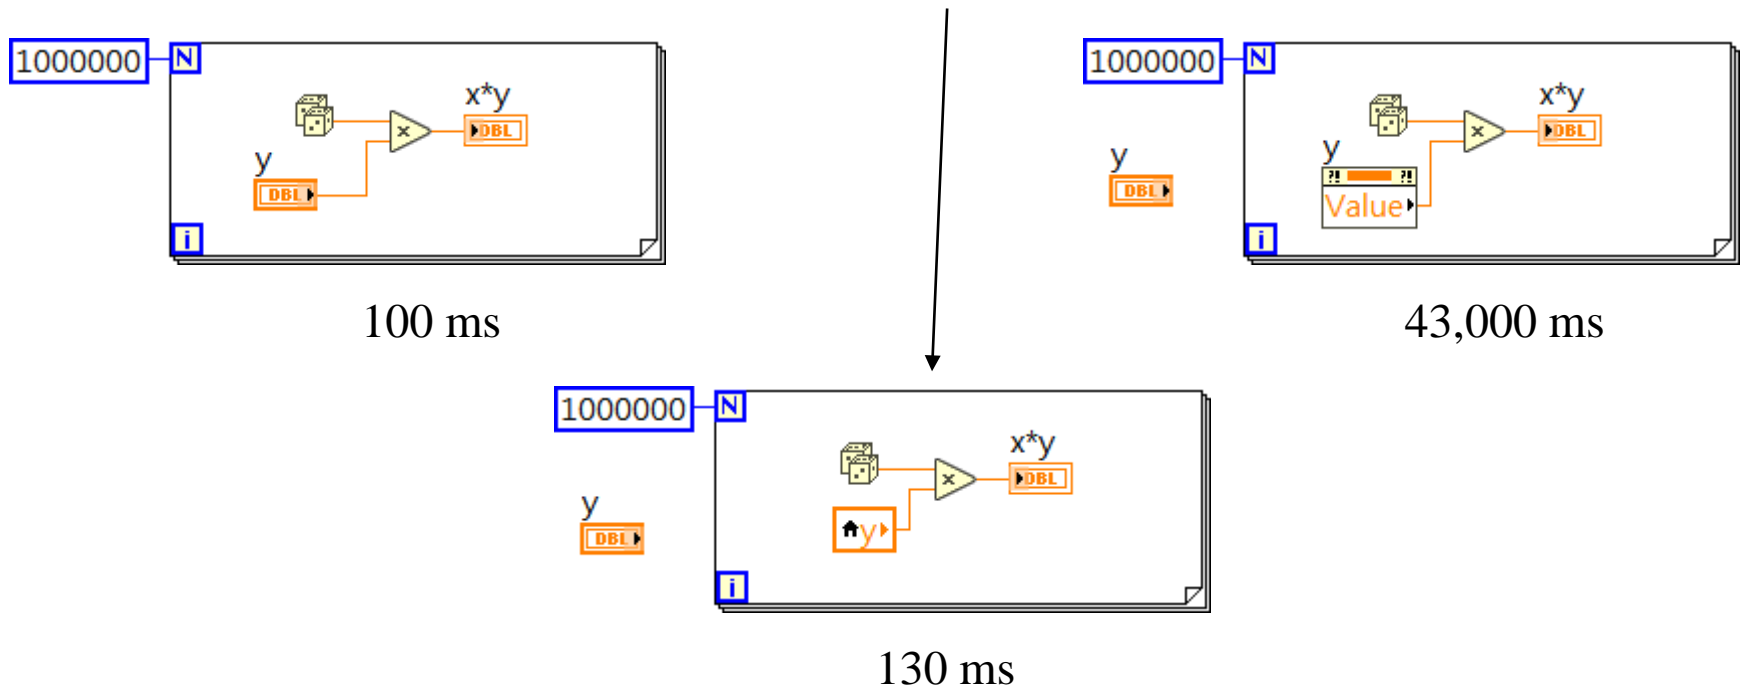 1000000
N
x*y
×
DBL
y
DBL
i
100 ms
1000000
N
x*y
×
DBL
y
DBL
y
?! ?!
Value
i
43,000 ms
1000000
N
x*y
×
DBL
y
DBL
y
i
130 ms